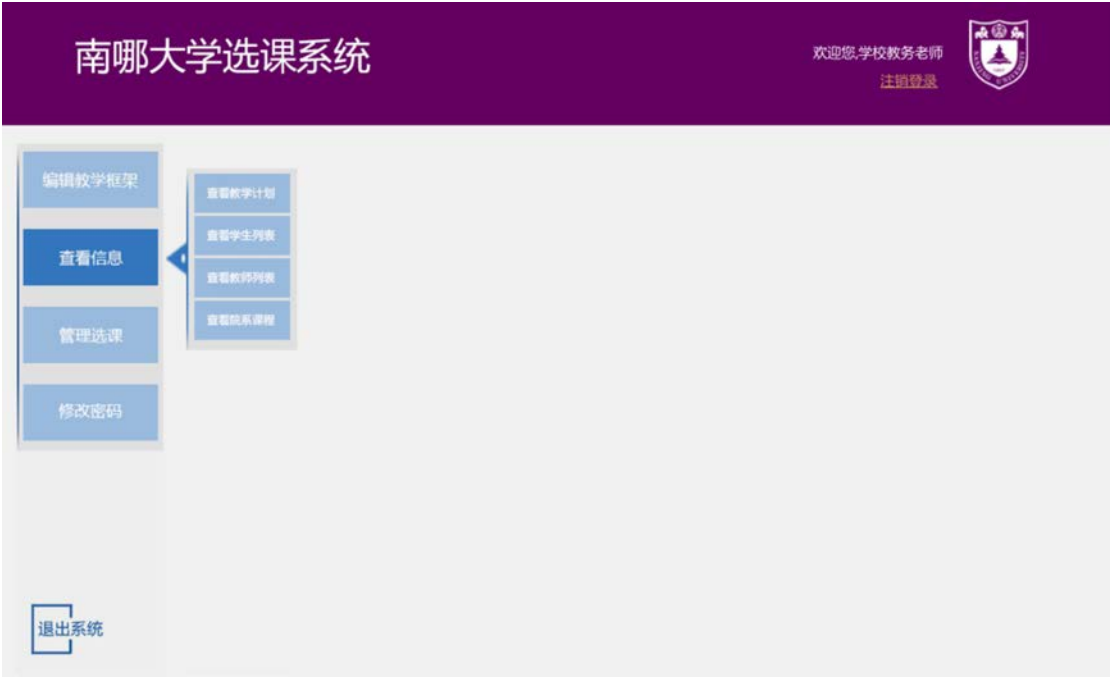 南哪大学选课系统
欢迎您,学校教务老师
注销登录
编辑教学框架
查看信息
管理选课
修改密码
查看教学计划
查看学生列表
查看教师列表
查看院系课程
退出系统